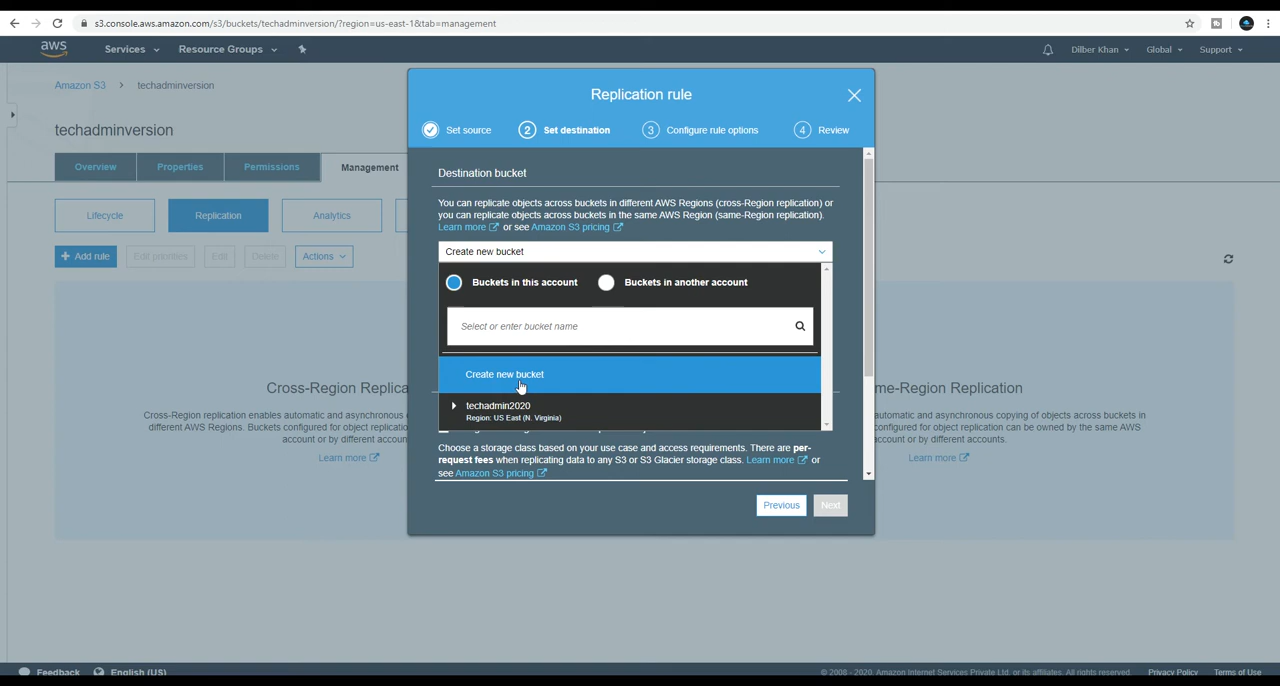 s3.console.aws.amazon.com/s3/buckets/techadminversion/?region=us-east-1&tab=management
aws Services Resource Groups Dilber Khan Global Support
Amazon S3 > techadminversion
techadminversion
Overview Properties Permissions Management
Lifecycle Replication Analytics
+ Add rule Edit priorities Edit Delete Actions
Replication rule
Set source 2 Set destination 3 Configure rule options 4 Review
Destination bucket
You can replicate objects across buckets in different AWS Regions (cross-Region replication) or
you can replicate objects across buckets in the same AWS Region (same-Region replication).
Learn more or see Amazon S3 pricing
Create new bucket
Buckets in this account Buckets in another account
Select or enter bucket name
Create new bucket
techadmin2020
Region: US East (N. Virginia)
Choose a storage class based on your use case and access requirements. There are per-
request fees when replicating data to any S3 or S3 Glacier storage class. Learn more or
see Amazon S3 pricing
Previous Next
Cross-Region Replica
Cross-Region replication enables automatic and asynchronous
different AWS Regions. Buckets configured for object replication
account or by different accoun
Learn more
me-Region Replication
automatic and asynchronous copying of objects across buckets in
configured for object replication can be owned by the same AWS
account or by different accounts.
Learn more
Feedback English (US) © 2008 - 2020, Amazon Internet Services Private Ltd. or its affiliates. All rights reserved. Privacy Policy Terms of Use